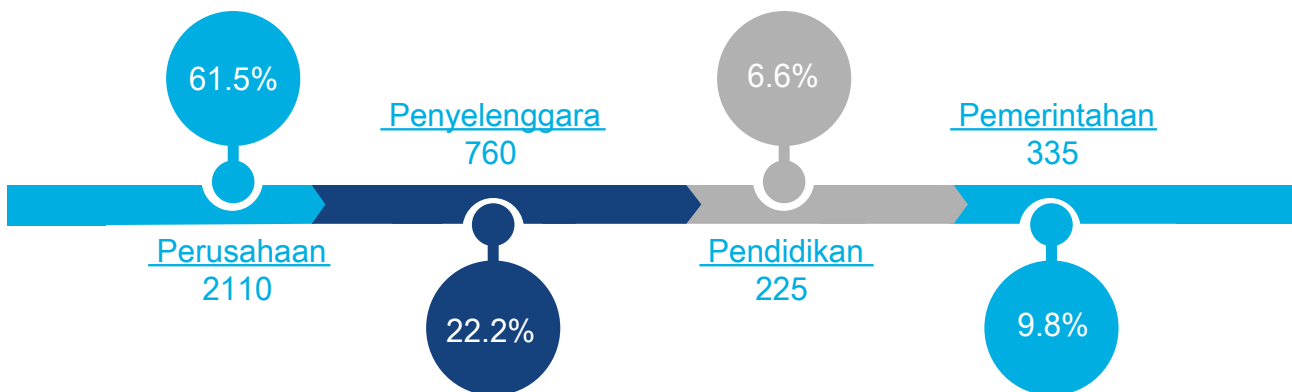 61.5%
Perusahaan
2110
Penyelenggara
760
22.2%
6.6%
Pendidikan
225
Pemerintahan
335
9.8%